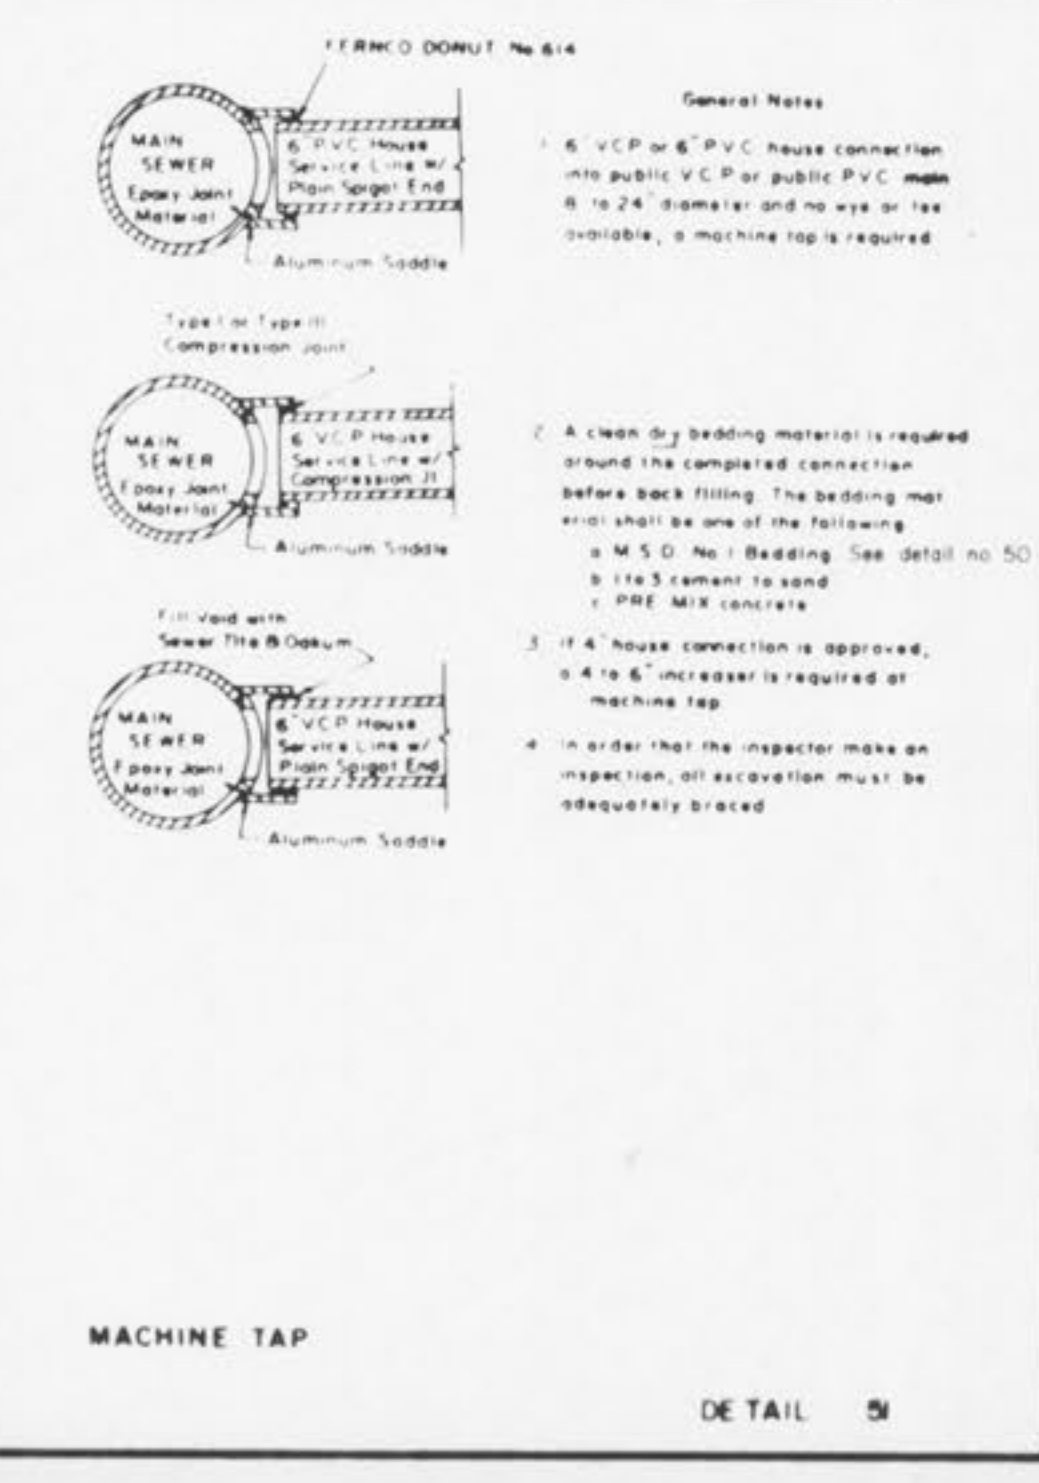 FERNCO DONUT No 614
MAIN
SEWER
Epoxy Joint
Material
6" PVC House
Service Line w/
Plain Spigot End
Aluminum Saddle
Type I or Type III
Compression Joint
MAIN
SEWER
Epoxy Joint
Material
6" VCP House
Service Line w/
Compression Jt
Aluminum Saddle
Fill Void with
Sewer Tite & Oakum
MAIN
SEWER
Epoxy Joint
Material
6" VCP House
Service Line w/
Plain Spigot End
Aluminum Saddle
General Notes
1 6" VCP or 6" PVC house connection
into public VCP or public PVC main
8" to 24" diameter and no wye or tee
available, a machine tap is required
2 A clean dry bedding material is required
around the completed connection
before back filling. The bedding mat
erial shall be one of the following
a M.S.D. No 1 Bedding. See detail no. 50
b 1 to 3 cement to sand
c PRE MIX concrete
3 If 4" house connection is approved,
a 4 to 6" increaser is required at
machine tap
4 In order that the inspector make an
inspection, all excavation must be
adequately braced
MACHINE TAP
DETAIL 51